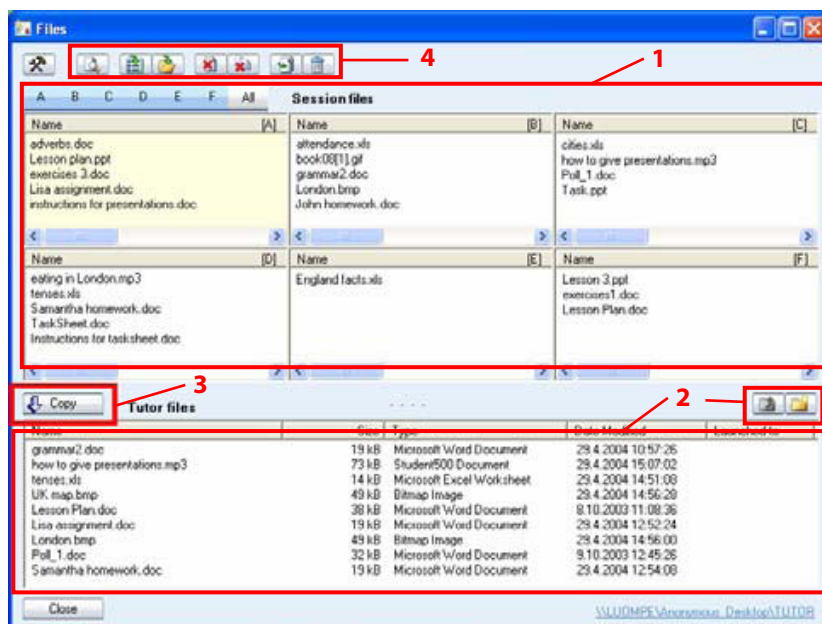 Files
4
1
A B C D E F All Session files
Name [A]
adverbs.doc
Lesson plan.ppt
exercises 3.doc
Lisa assignment.doc
instructions for presentations.doc
Name [B]
attendance.xls
book08[1].gif
grammar2.doc
London.bmp
John homework.doc
Name [C]
cities.xls
how to give presentations.mp3
Poll_1.doc
Task.ppt
Name [D]
eating in London.mp3
tenses.xls
Samantha homework.doc
TaskSheet.doc
Instructions for tasksheet.doc
Name [E]
England facts.xls
Name [F]
Lesson 3.ppt
exercises1.doc
Lesson Plan.doc
3
Copy Tutor files
2
Name Size Type Date Modified Launched to
grammar2.doc 19 kB Microsoft Word Document 29.4.2004 10:57:26
how to give presentations.mp3 73 kB Student500 Document 29.4.2004 15:07:02
tenses.xls 14 kB Microsoft Excel Worksheet 29.4.2004 14:51:08
UK map.bmp 49 kB Bitmap Image 29.4.2004 14:56:28
Lesson Plan.doc 38 kB Microsoft Word Document 8.10.2003 11:08:36
Lisa assignment.doc 19 kB Microsoft Word Document 29.4.2004 12:52:24
London.bmp 49 kB Bitmap Image 29.4.2004 14:56:00
Poll_1.doc 32 kB Microsoft Word Document 9.10.2003 12:45:26
Samantha homework.doc 19 kB Microsoft Word Document 29.4.2004 12:54:08
Close
\\LUOMPE\Anonymous_Desktop\TUTOR